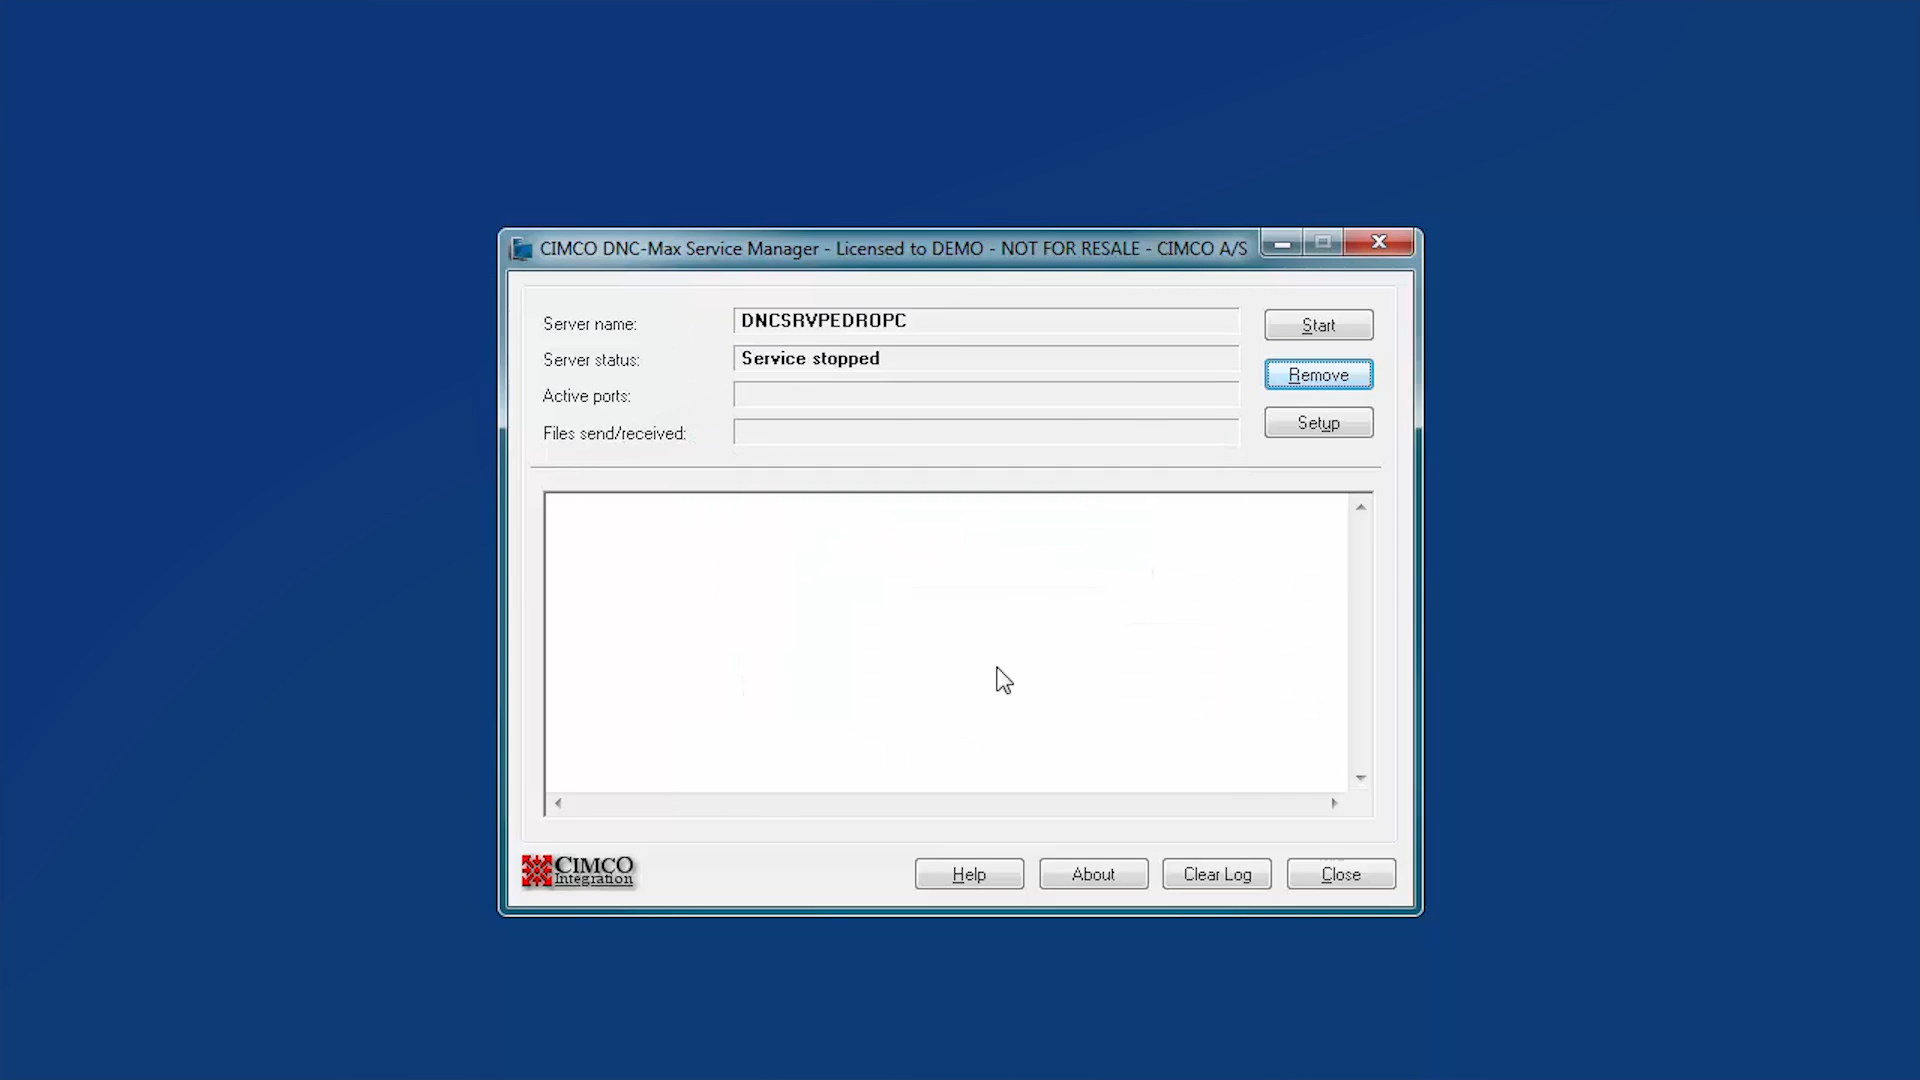 CIMCO DNC-Max Service Manager - Licensed to DEMO - NOT FOR RESALE - CIMCO A/S
Server name: DNCSRVPEDROPC Start
Server status: Service stopped Remove
Active ports:
Setup
Files send/received:
CIMCO
Integration
Help About Clear Log Close